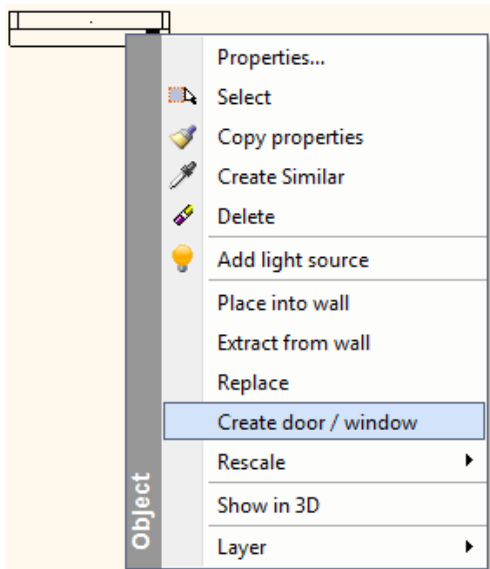 Properties...
Select
Copy properties
Create Similar
Delete
Add light source
Place into wall
Extract from wall
Replace
Create door / window
Rescale
Show in 3D
Layer
Object